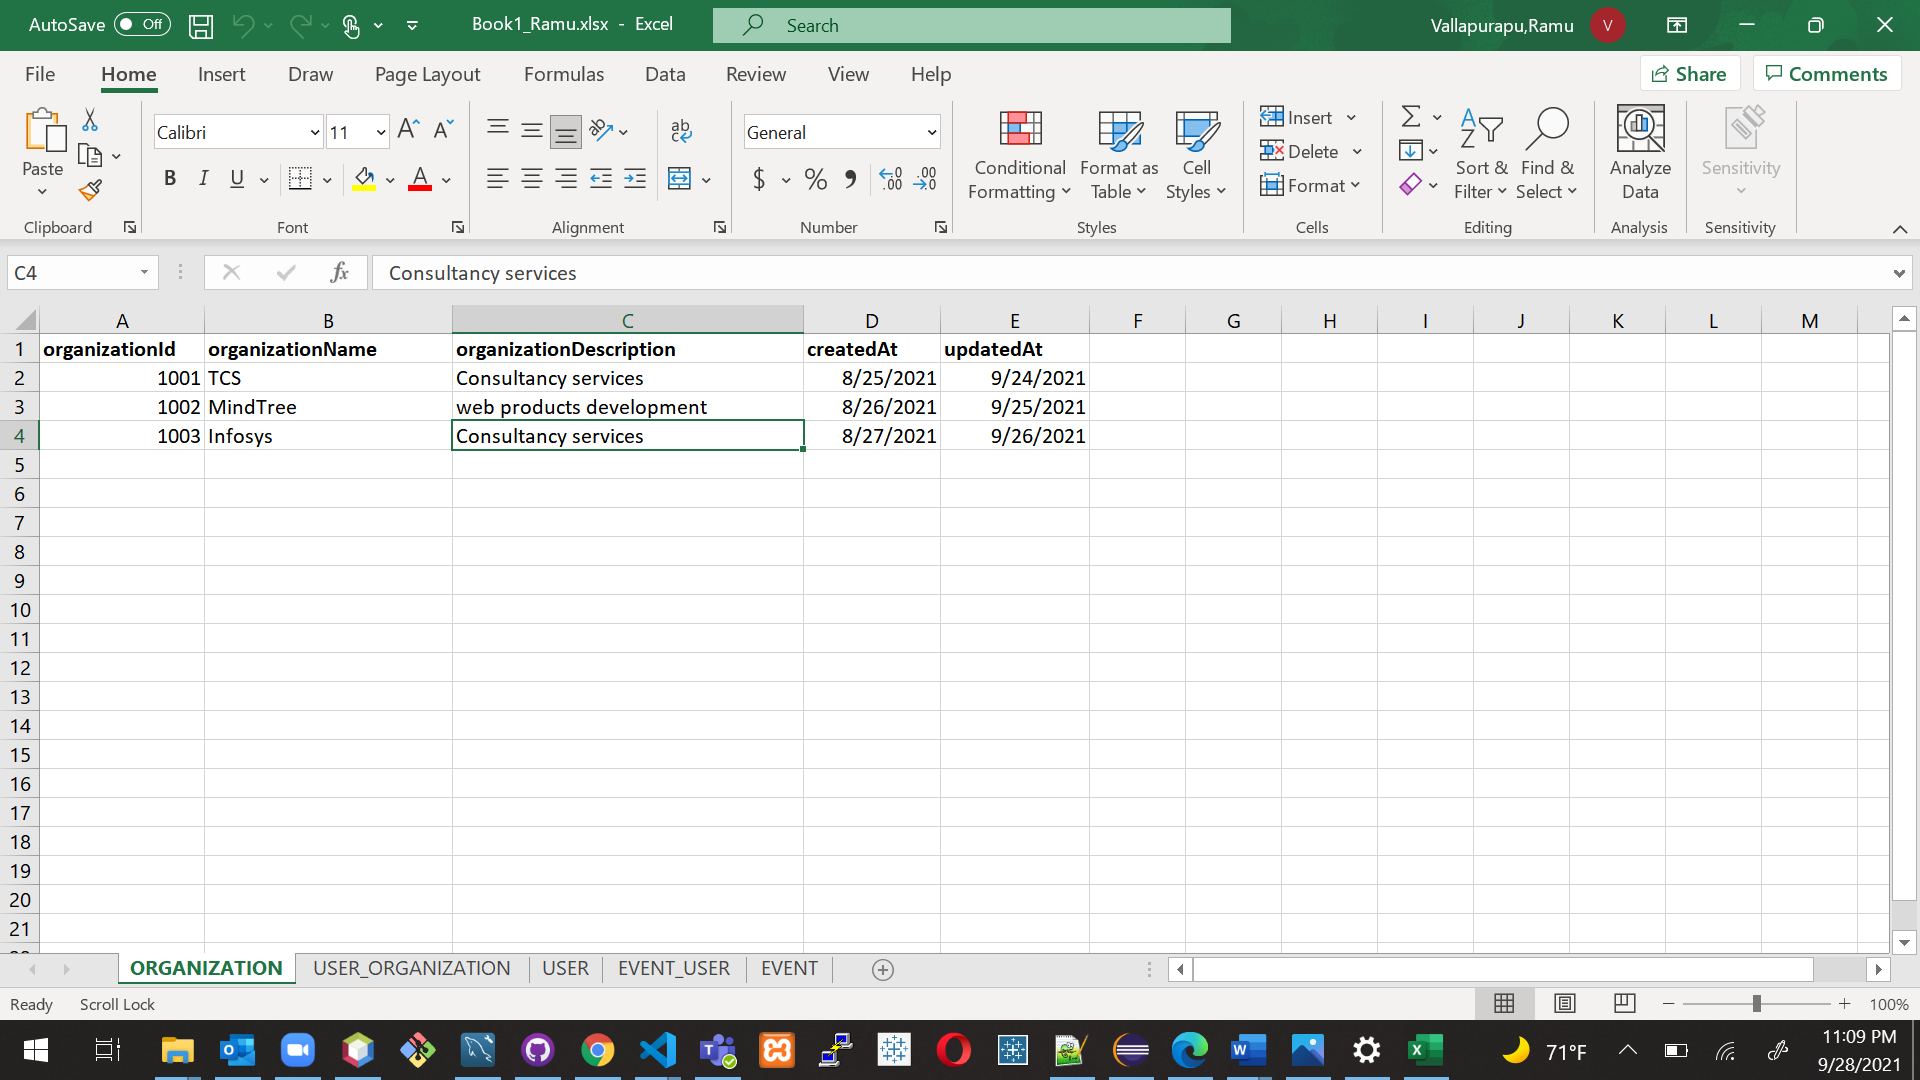 AutoSave Off Book1_Ramu.xlsx - Excel Search Vallapurapu,Ramu V
File Home Insert Draw Page Layout Formulas Data Review View Help Share Comments
Paste
Calibri 11
B I U A
ab
General
$ % 9 .00 .00
Conditional Formatting
Format as Table
Cell Styles
Insert
Delete
Format
Sort & Filter
Find & Select
Analyze Data
Sensitivity
Clipboard Font Alignment Number Styles Cells Editing Analysis Sensitivity
C4 fx Consultancy services
A B C D E F G H I J K L M
1 organizationId organizationName organizationDescription createdAt updatedAt
2 1001 TCS Consultancy services 8/25/2021 9/24/2021
3 1002 MindTree web products development 8/26/2021 9/25/2021
4 1003 Infosys Consultancy services 8/27/2021 9/26/2021
5
6
7
8
9
10
11
12
13
14
15
16
17
18
19
20
21
ORGANIZATION USER_ORGANIZATION USER EVENT_USER EVENT
Ready Scroll Lock 100%
71°F 11:09 PM
9/28/2021